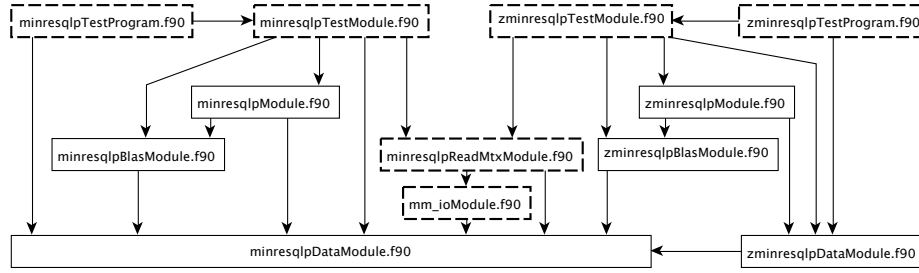 minresqlpTestProgram.f90
minresqlpTestModule.f90
zminresqlpTestModule.f90
zminresqlpTestProgram.f90
minresqlpModule.f90
zminresqlpModule.f90
minresqlpBlasModule.f90
minresqlpReadMtxModule.f90
zminresqlpBlasModule.f90
mm_ioModule.f90
minresqlpDataModule.f90
zminresqlpDataModule.f90